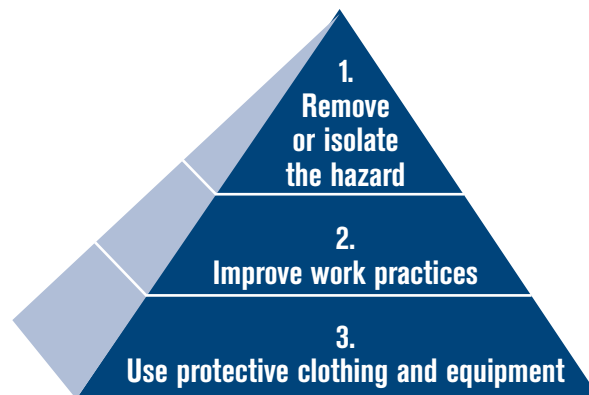 1.
Remove
or isolate
the hazard
2.
Improve work practices
3.
Use protective clothing and equipment